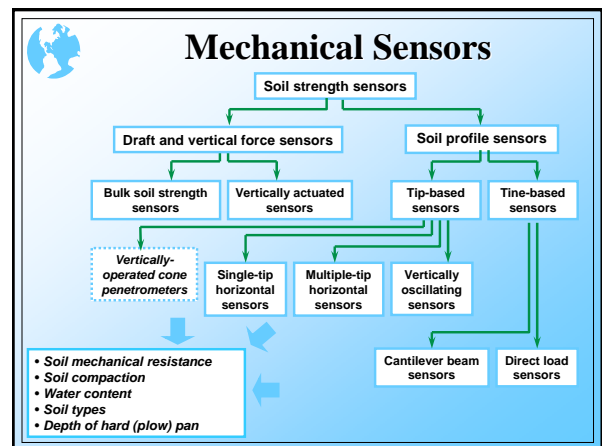 Mechanical Sensors
Soil strength sensors
Draft and vertical force sensors
Soil profile sensors
Bulk soil strength
sensors
Vertically actuated
sensors
Tip-based
sensors
Tine-based
sensors
Vertically-
operated cone
penetrometers
Single-tip
horizontal
sensors
Multiple-tip
horizontal
sensors
Vertically
oscillating
sensors
Cantilever beam
sensors
Direct load
sensors
• Soil mechanical resistance
• Soil compaction
• Water content
• Soil types
• Depth of hard (plow) pan